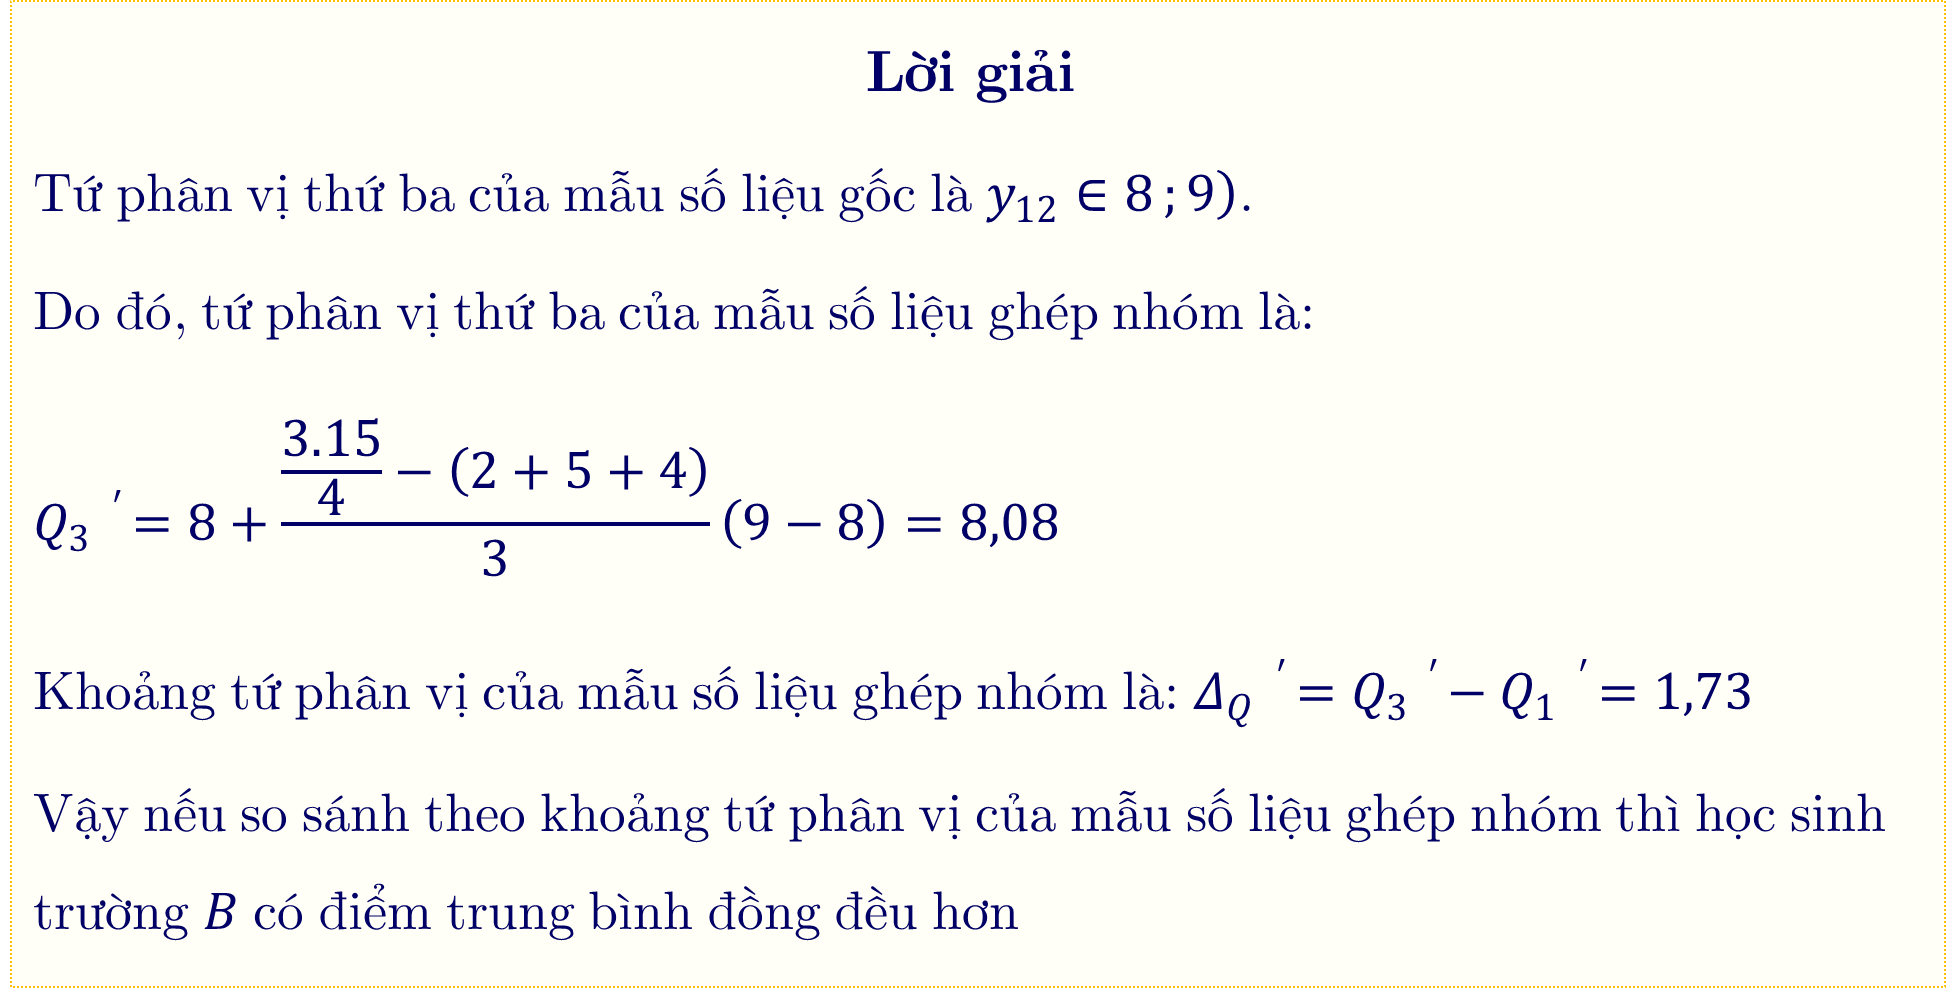 Lời giải
Tứ phân vị thứ ba của mẫu số liệu gốc là y₁₂ ∈ 8 ; 9).
Do đó, tứ phân vị thứ ba của mẫu số liệu ghép nhóm là:
Q₃ ′ = 8 + \frac{\frac{3.15}{4} − (2 + 5 + 4)}{3} (9 − 8) = 8,08
Khoảng tứ phân vị của mẫu số liệu ghép nhóm là: Δ_Q ′ = Q₃ ′ − Q₁ ′ = 1,73
Vậy nếu so sánh theo khoảng tứ phân vị của mẫu số liệu ghép nhóm thì học sinh
trường B có điểm trung bình đồng đều hơn